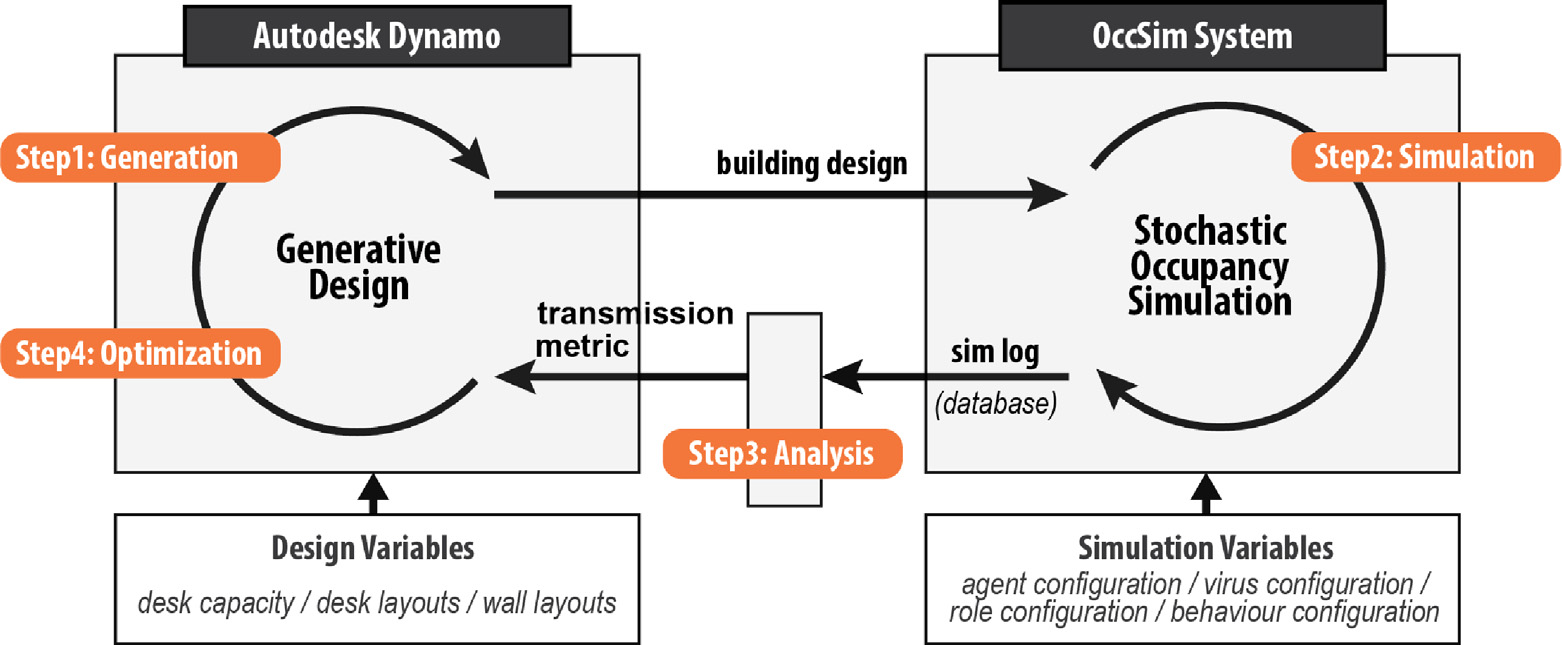 Autodesk Dynamo
OccSim System
Step1: Generation
building design
Step2: Simulation
Generative
Design
Stochastic
Occupancy
Simulation
transmission
metric
sim log
(database)
Step4: Optimization
Step3: Analysis
Design Variables
desk capacity / desk layouts / wall layouts
Simulation Variables
agent configuration / virus configuration /
role configuration / behaviour configuration